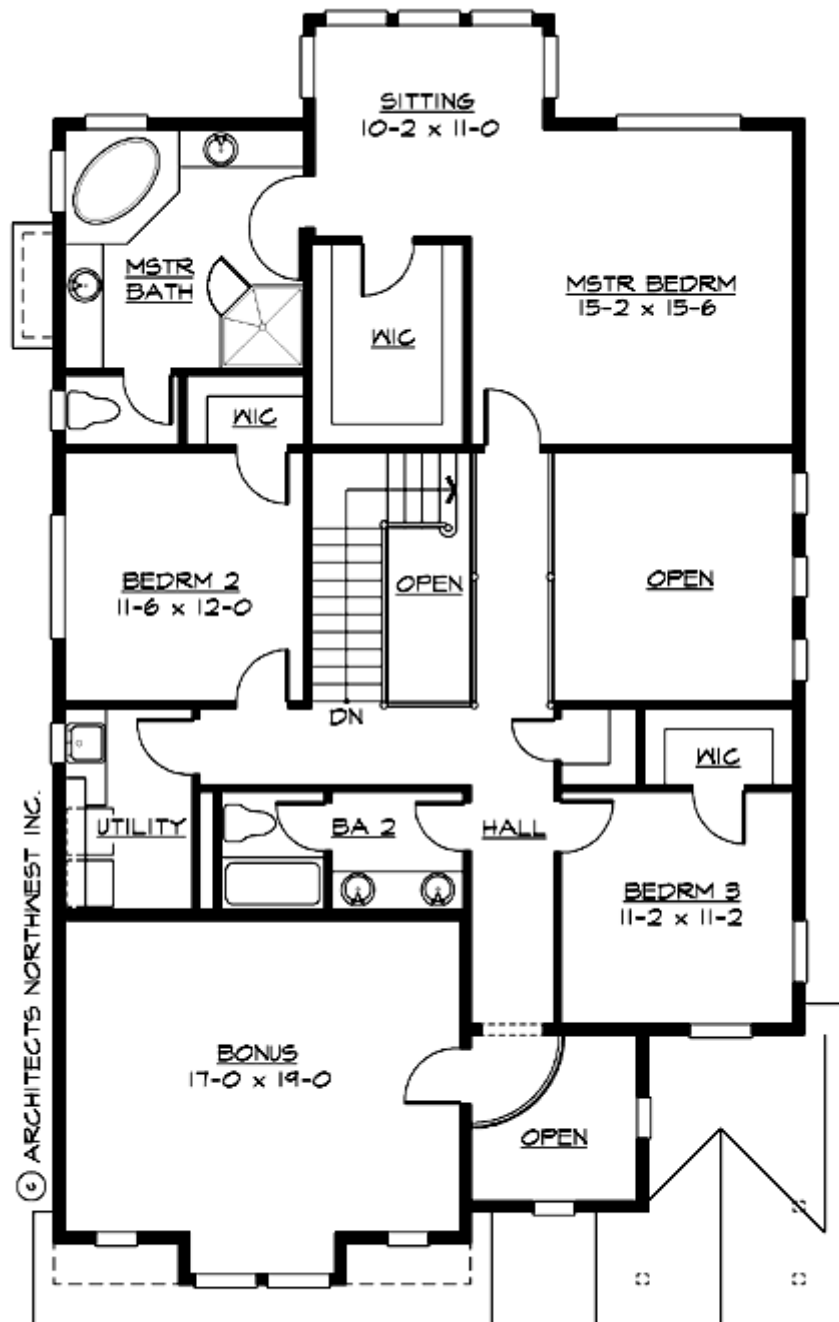 SITTING
10-2 x 11-0
MSTR
BATH
MSTR BEDRM
15-2 x 15-6
WIC
WIC
BEDRM 2
11-6 x 12-0
OPEN
OPEN
DN
WIC
UTILITY
BA 2
HALL
BEDRM 3
11-2 x 11-2
BONUS
17-0 x 19-0
OPEN
© ARCHITECTS NORTHWEST INC.